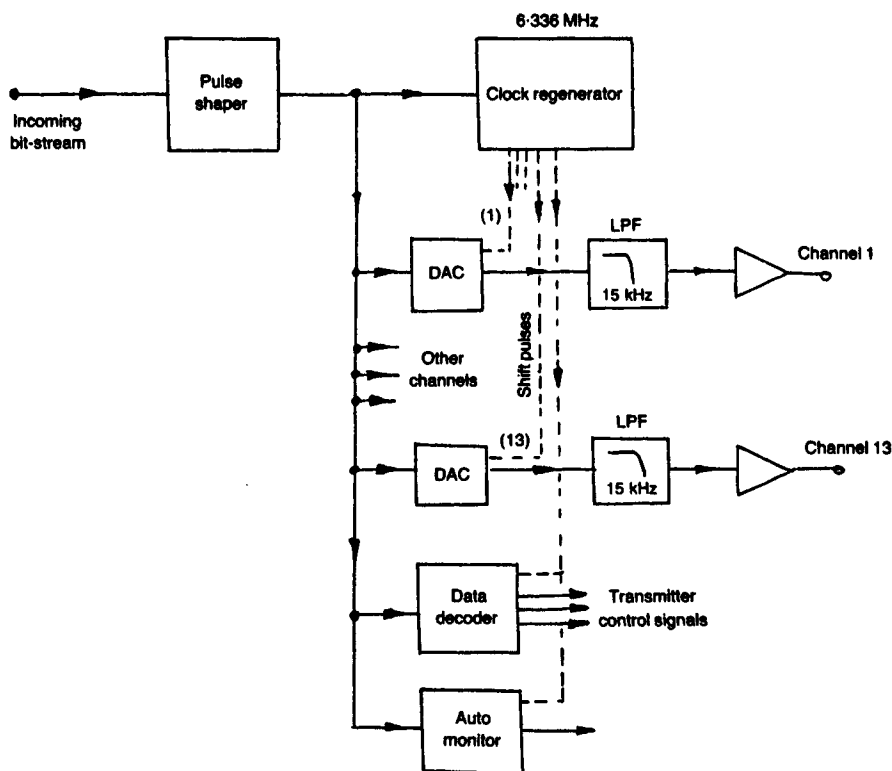 6·336 MHz
Pulse
shaper
Clock regenerator
Incoming
bit-stream
(1)
LPF
Channel 1
DAC
15 kHz
Shift pulses
Other
channels
LPF
(13)
Channel 13
DAC
15 kHz
Data
decoder
Transmitter
control signals
Auto
monitor